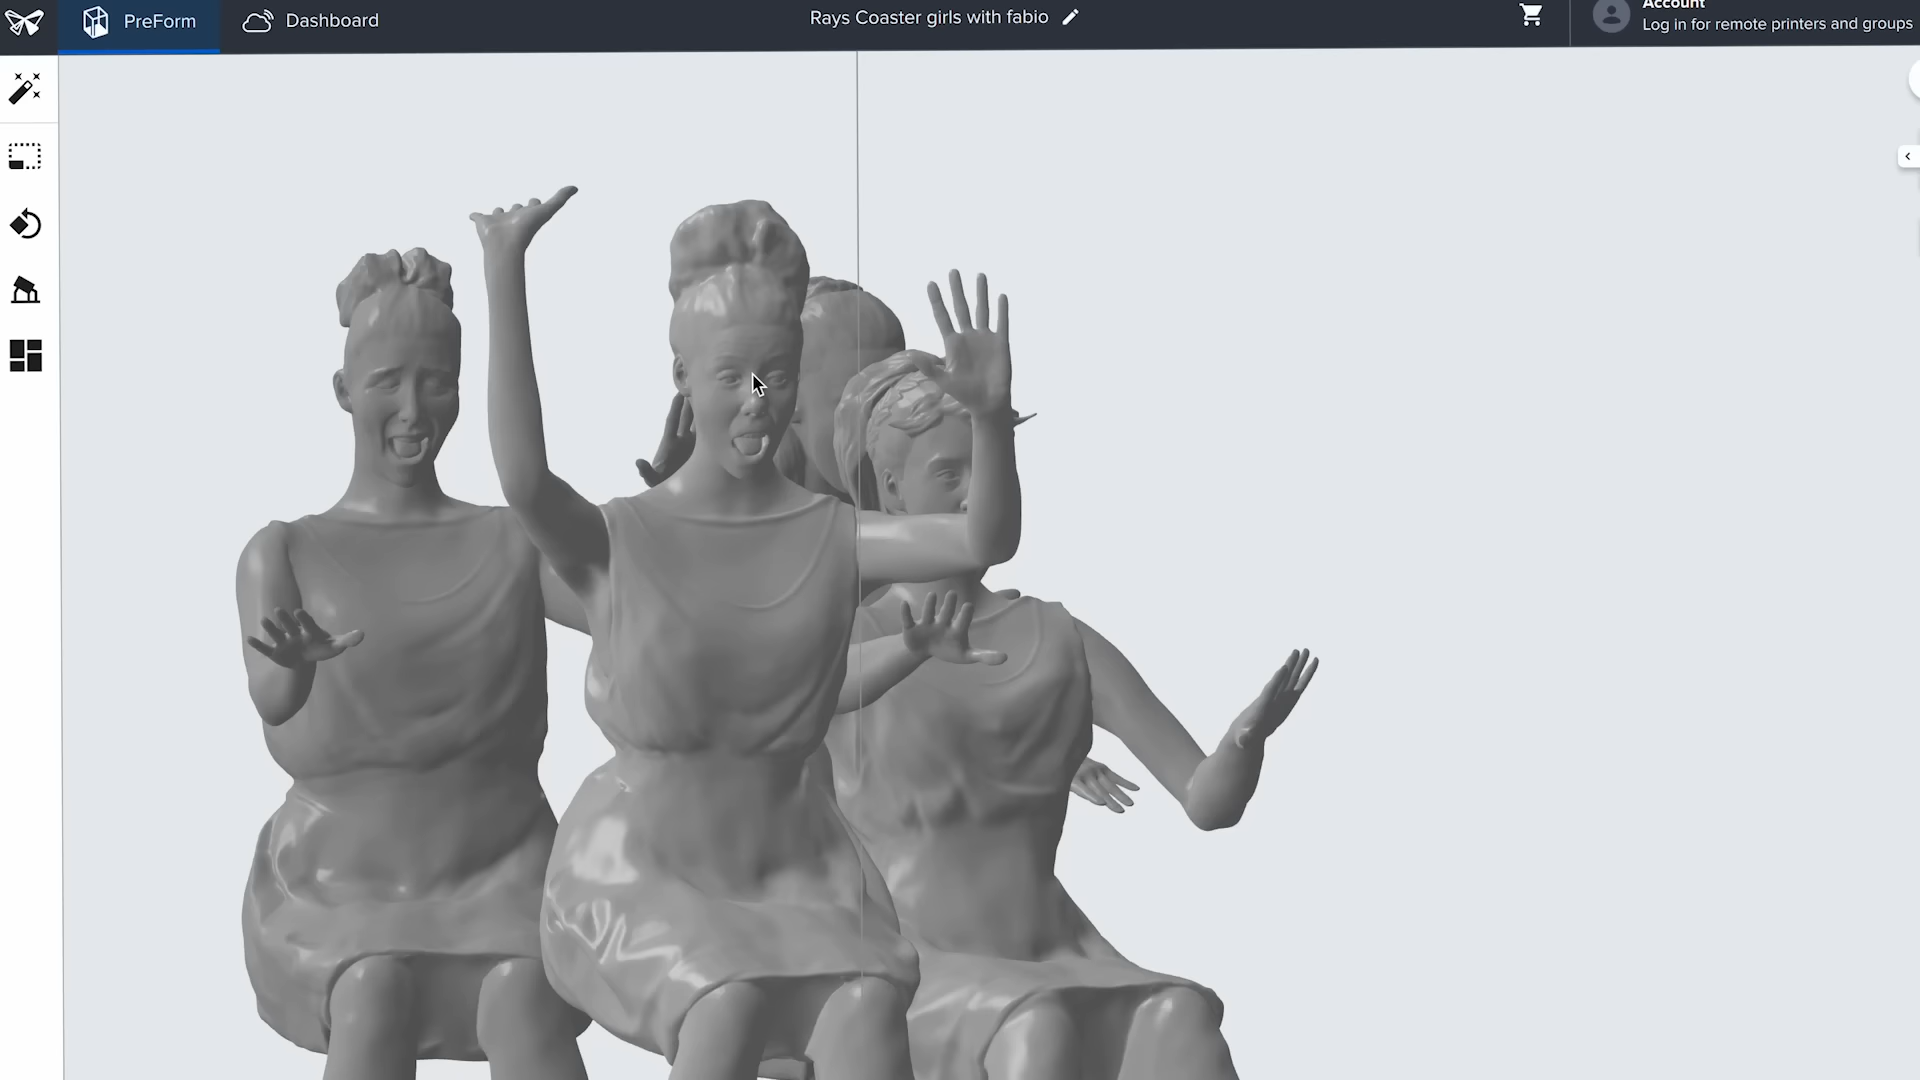 PreForm
Dashboard
Rays Coaster girls with fabio
Account
Log in for remote printers and groups